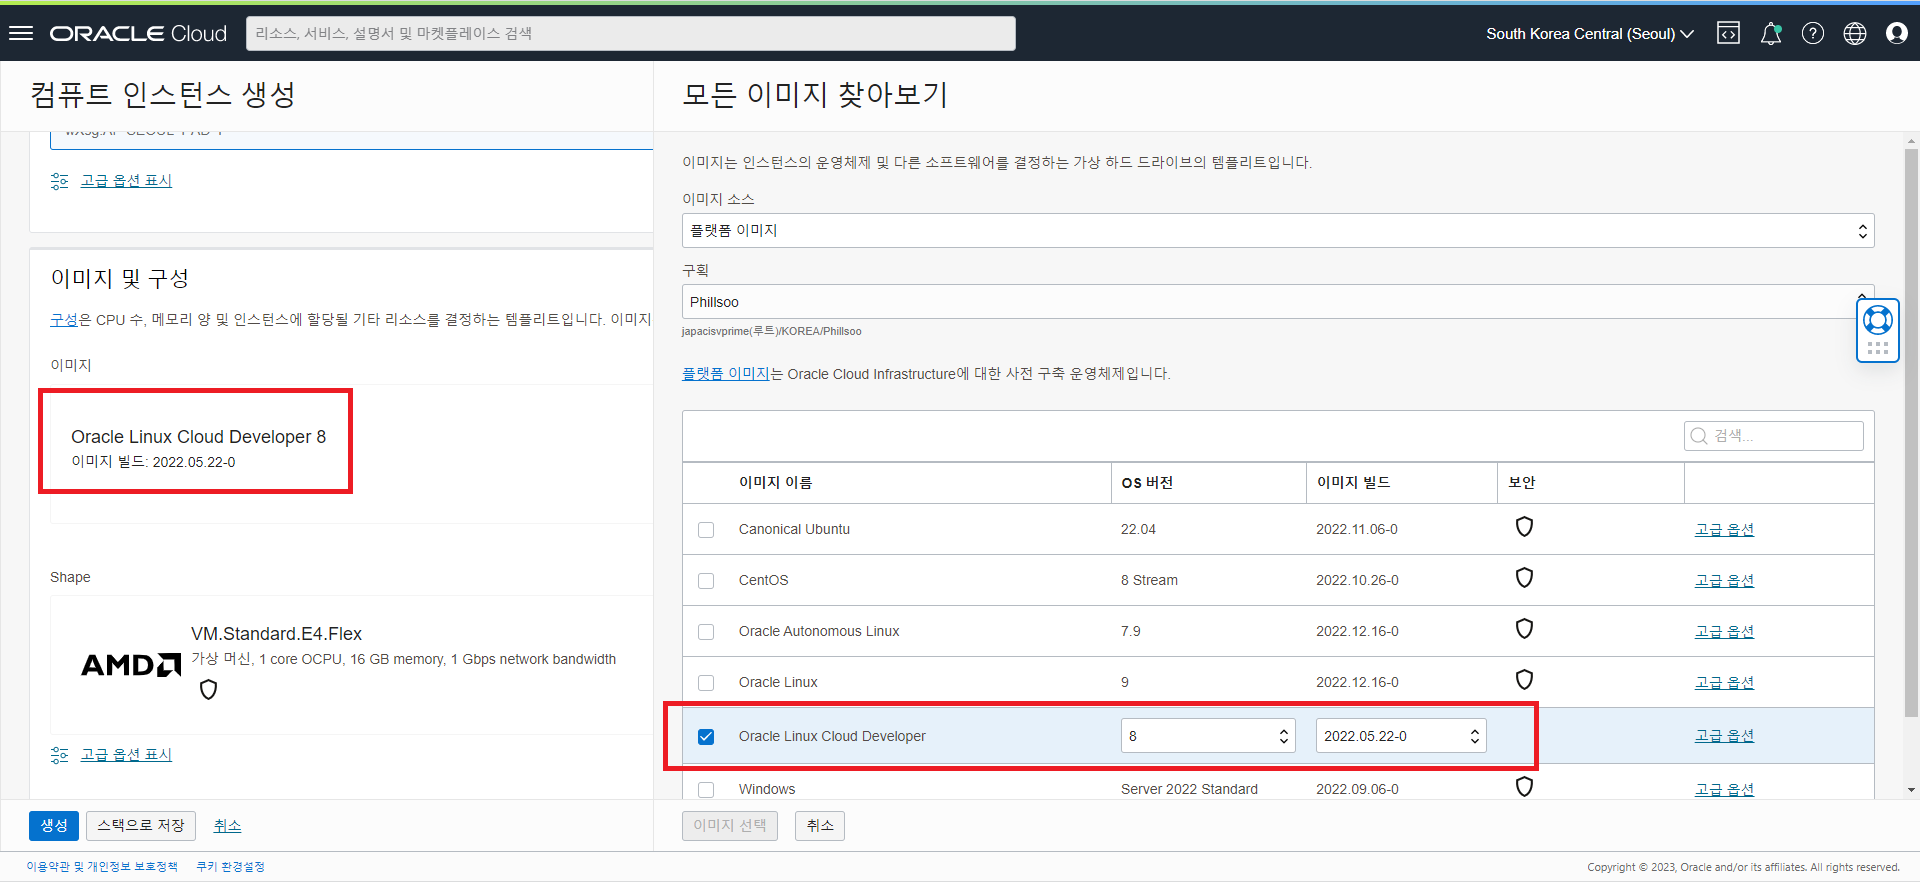 ORACLE Cloud
리소스, 서비스, 설명서 및 마켓플레이스 검색
South Korea Central (Seoul)
컴퓨트 인스턴스 생성
고급 옵션 표시
이미지 및 구성
구성은 CPU 수, 메모리 양 및 인스턴스에 할당될 기타 리소스를 결정하는 템플리트입니다. 이미지
이미지
Oracle Linux Cloud Developer 8
이미지 빌드: 2022.05.22-0
Shape
AMD
VM.Standard.E4.Flex
가상 머신, 1 core OCPU, 16 GB memory, 1 Gbps network bandwidth
고급 옵션 표시
생성 스택으로 저장 취소
모든 이미지 찾아보기
이미지는 인스턴스의 운영체제 및 다른 소프트웨어를 결정하는 가상 하드 드라이브의 템플리트입니다.
이미지 소스
플랫폼 이미지
구획
Phillsoo
japacisvprime(루트)/KOREA/Phillsoo
플랫폼 이미지는 Oracle Cloud Infrastructure에 대한 사전 구축 운영체제입니다.
검색...
이미지 이름 OS 버전 이미지 빌드 보안
Canonical Ubuntu 22.04 2022.11.06-0 고급 옵션
CentOS 8 Stream 2022.10.26-0 고급 옵션
Oracle Autonomous Linux 7.9 2022.12.16-0 고급 옵션
Oracle Linux 9 2022.12.16-0 고급 옵션
Oracle Linux Cloud Developer 8 2022.05.22-0 고급 옵션
Windows Server 2022 Standard 2022.09.06-0 고급 옵션
이미지 선택 취소
이용약관 및 개인정보 보호정책 쿠키 환경설정
Copyright © 2023, Oracle and/or its affiliates. All rights reserved.